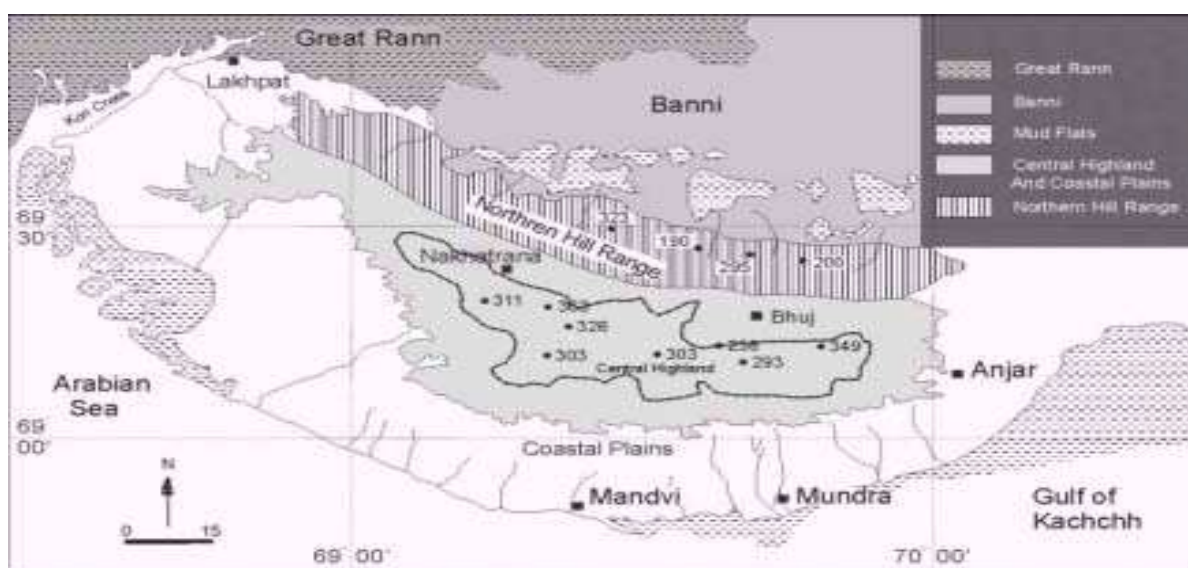 Great Rann
Lakhpat
Banni
Great Rann
Banni
Mud Flats
Central Highland
And Coastal Plains
Northern Hill Range
69
30
Northren Hill Range
190
295
200
Nakhatrana
311
326
303
303
Bhuj
349
293
Central Highland
Anjar
Arabian
Sea
69
00'
Coastal Plains
N
0 15
Mandvi
Mundra
Gulf of
Kachchh
69 00'
70 00'